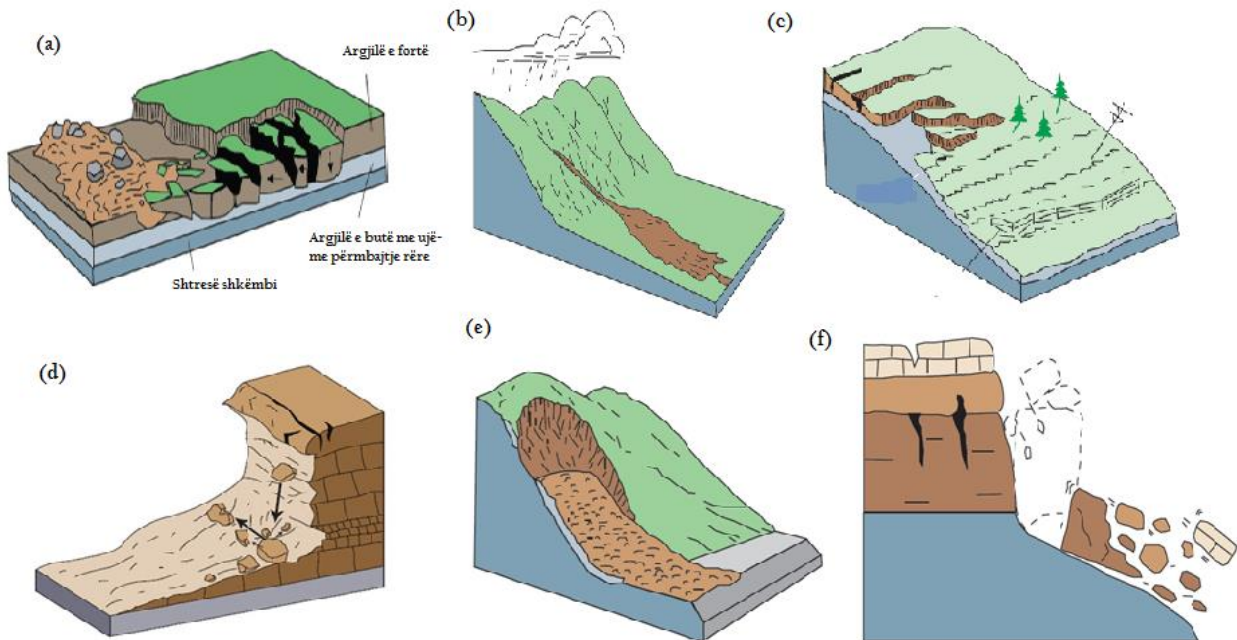 (a)
Argjilë e fortë
(b)
(c)
Argjilë e butë me ujë-
me përmbajtje rëre
Shtresë shkëmbi
(d)
(e)
(f)